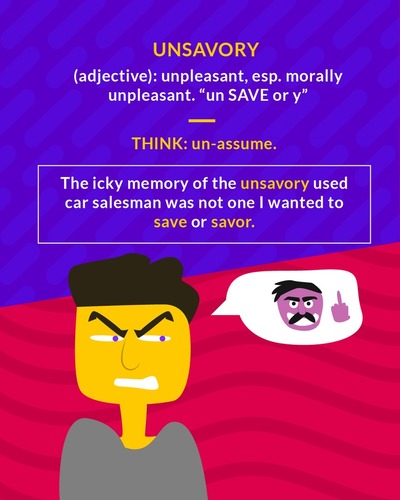 UNSAVORY
(adjective): unpleasant, esp. morally
unpleasant. “un SAVE or y”
THINK: un-assume.
The icky memory of the unsavory used
car salesman was not one I wanted to
save or savor.